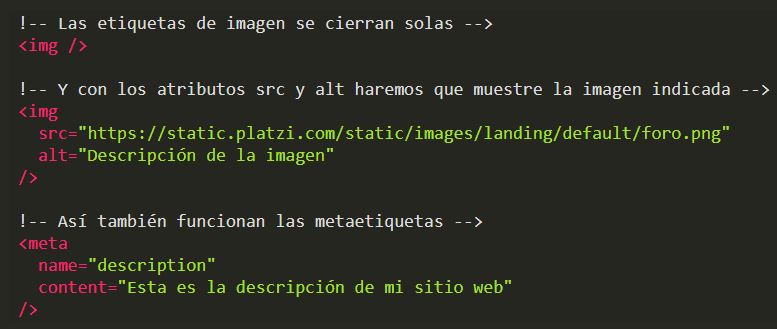 !-- Las etiquetas de imagen se cierran solas -->
<img />
!-- Y con los atributos src y alt haremos que muestre la imagen indicada -->
<img
src="https://static.platzi.com/static/images/landing/default/foro.png"
alt="Descripción de la imagen"
/>
!-- Así también funcionan las metaetiquetas -->
<meta
name="description"
content="Esta es la descripción de mi sitio web"
/>